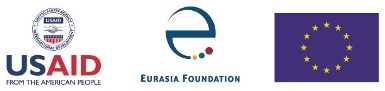 USAID
FROM THE AMERICAN PEOPLE
EURASIA FOUNDATION